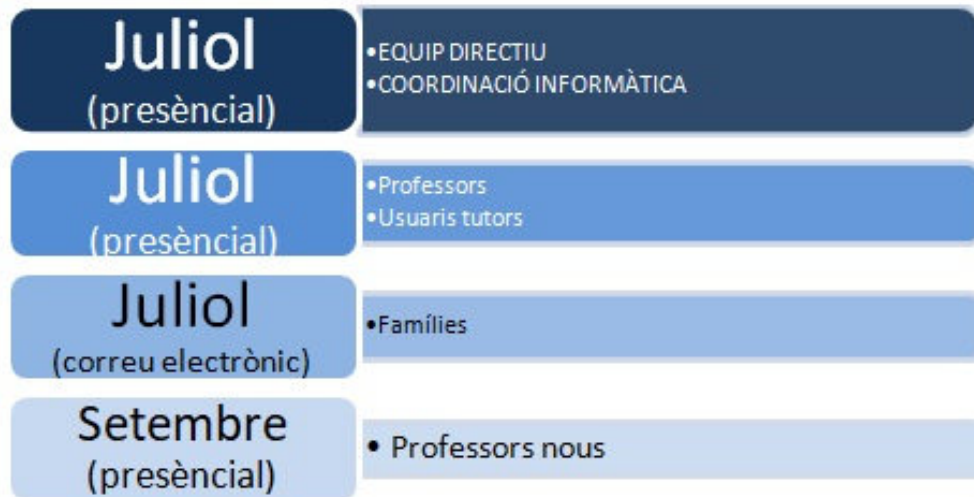 Juliol
(presèncial)
•EQUIP DIRECTIU
•COORDINACIÓ INFORMÀTICA
Juliol
(presèncial)
•Professors
•Usuaris tutors
Juliol
(correu electrònic)
•Famílies
Setembre
(presèncial)
• Professors nous